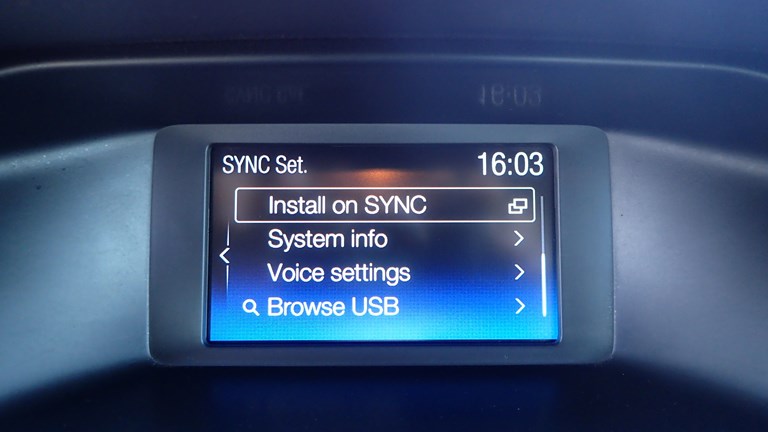 SYNC Set. 16:03
Install on SYNC
System info
Voice settings
Browse USB